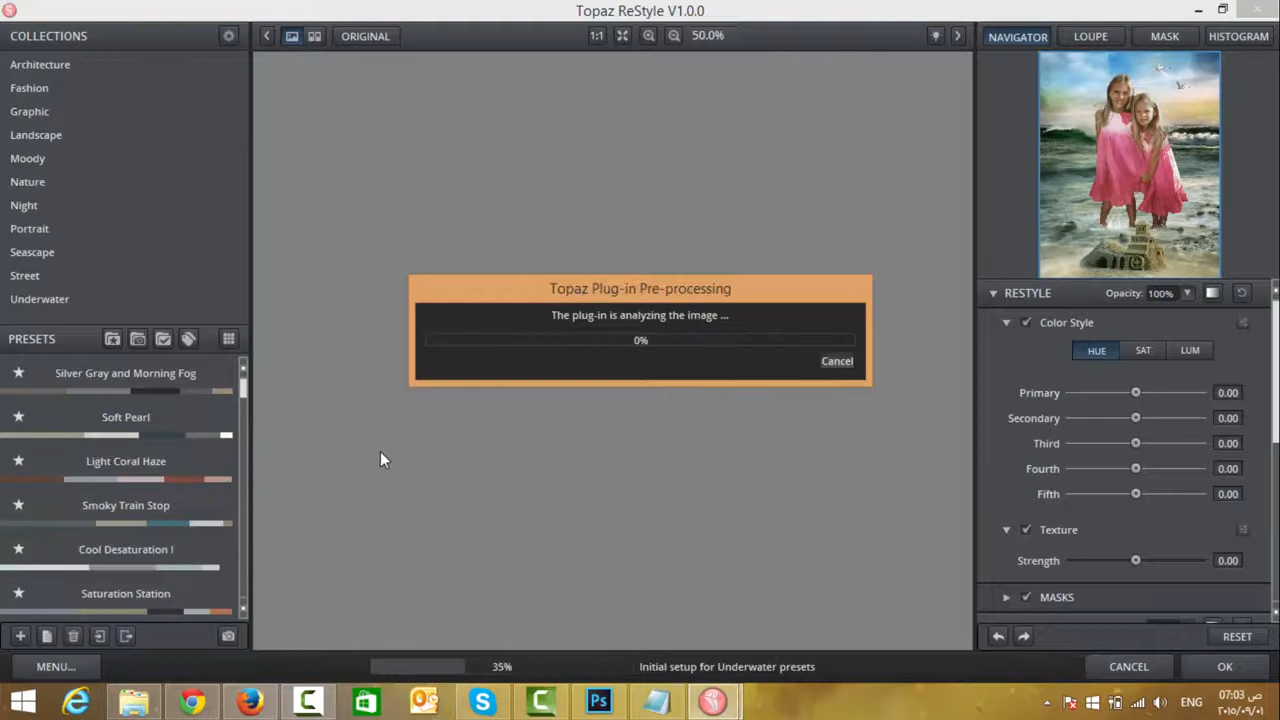 Topaz ReStyle V1.0.0
COLLECTIONS
ORIGINAL
1:1
50.0%
NAVIGATOR
LOUPE
MASK
HISTOGRAM
Architecture
Fashion
Graphic
Landscape
Moody
Nature
Night
Portrait
Seascape
Street
Underwater
PRESETS
Silver Gray and Morning Fog
Soft Pearl
Light Coral Haze
Smoky Train Stop
Cool Desaturation I
Saturation Station
Topaz Plug-in Pre-processing
The plug-in is analyzing the image ...
0%
Cancel
RESTYLE
Opacity: 100%
Color Style
HUE
SAT
LUM
Primary 0.00
Secondary 0.00
Third 0.00
Fourth 0.00
Fifth 0.00
Texture
Strength 0.00
MASKS
RESET
MENU...
35%
Initial setup for Underwater presets
CANCEL
OK
Ps
ENG
07:03 ص
٢٠١٥/٠٩/٠١